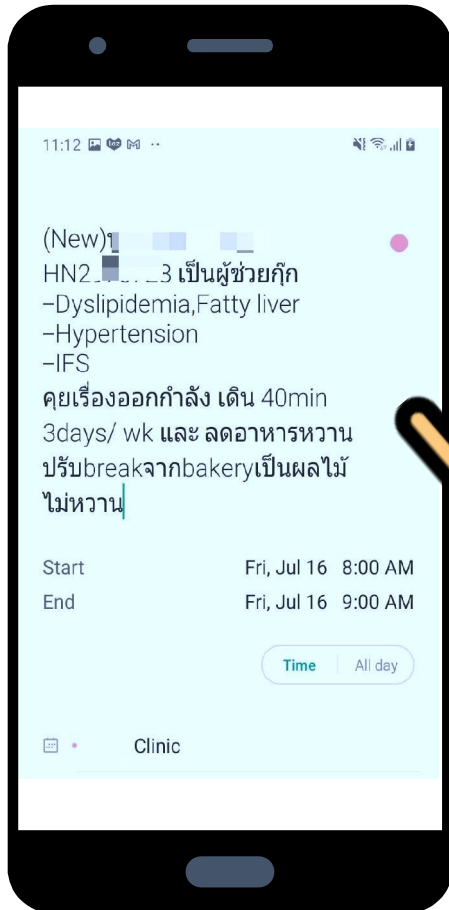 11:12
(New)
HN2 3 เป็นผู้ช่วยกุ๊ก
–Dyslipidemia,Fatty liver
–Hypertension
–IFS
คุยเรื่องออกกำลัง เดิน 40min
3days/ wk และ ลดอาหารหวาน
ปรับbreakจากbakeryเป็นผลไม้
ไม่หวาน
Start Fri, Jul 16 8:00 AM
End Fri, Jul 16 9:00 AM
Time All day
Clinic